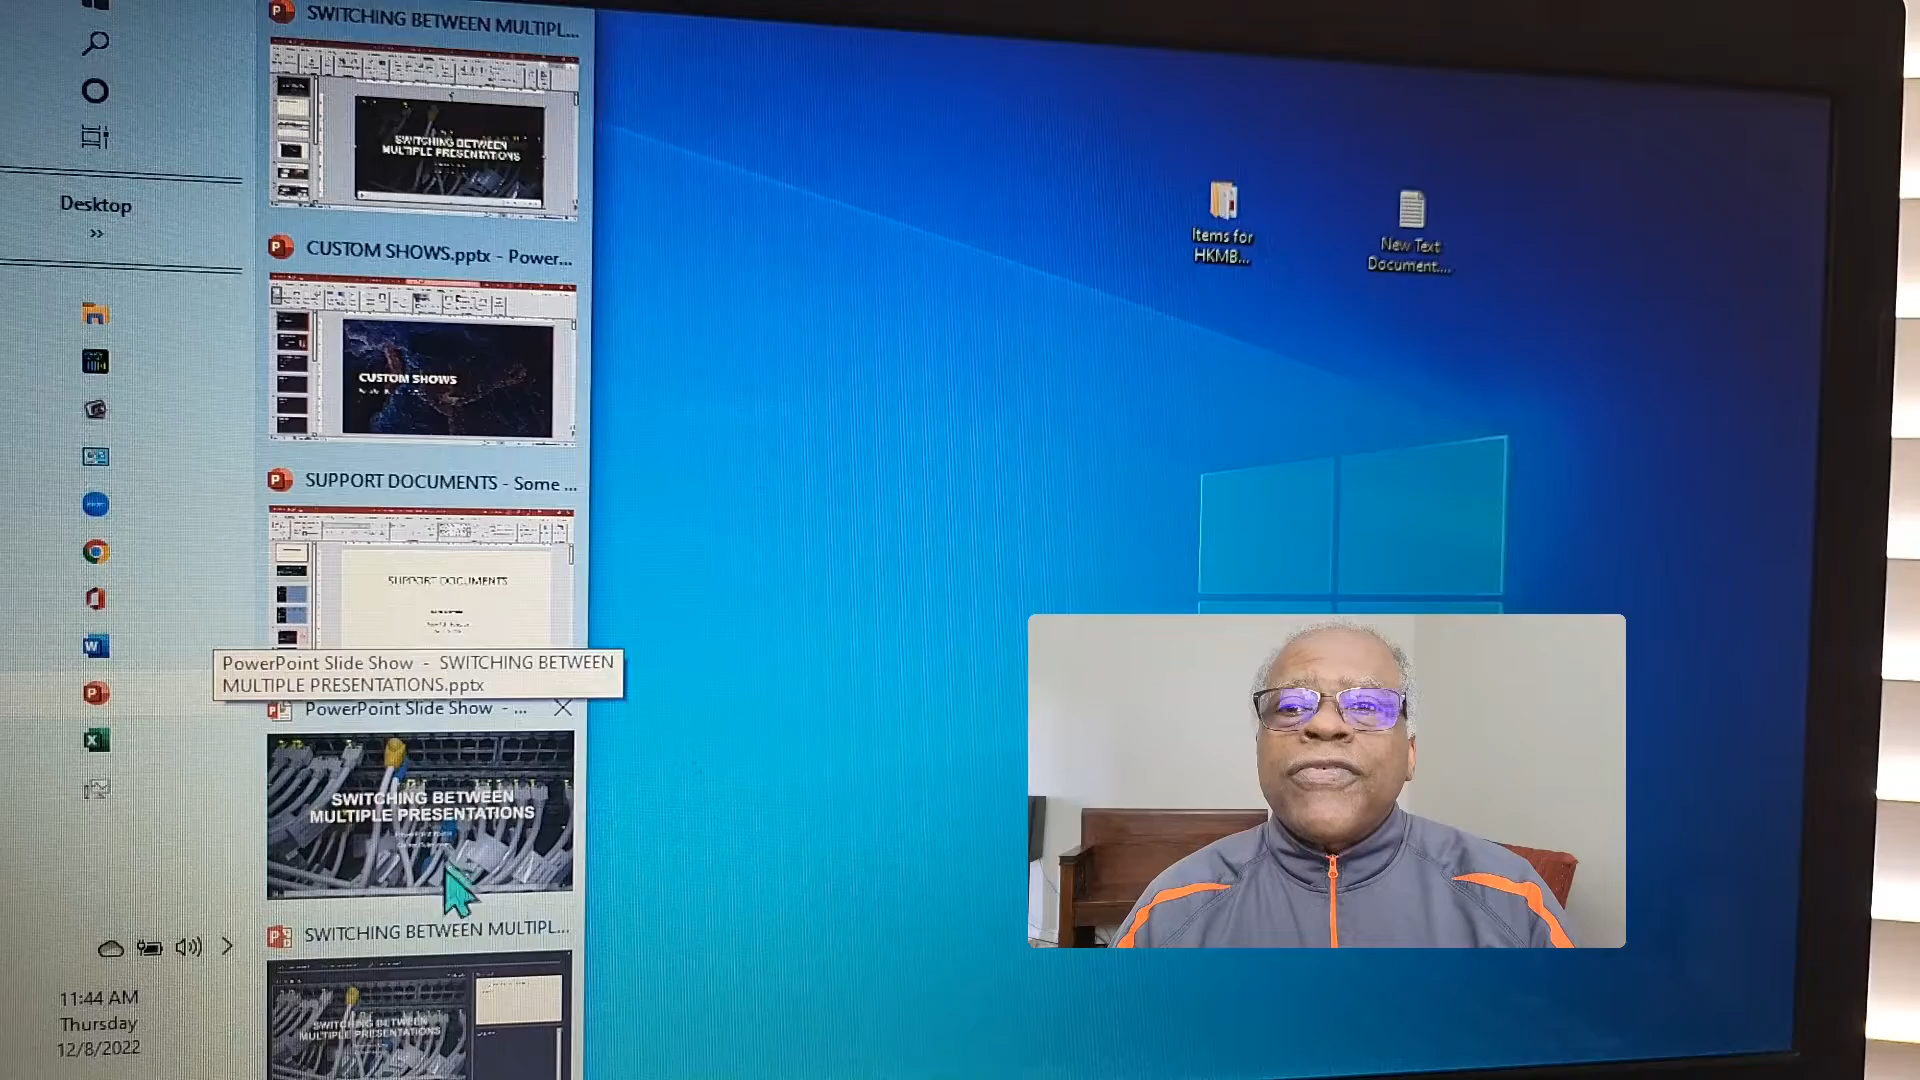 SWITCHING BETWEEN MULTIPL...
SWITCHING BETWEEN
MULTIPLE PRESENTATIONS
Desktop
CUSTOM SHOWS.pptx - Power...
CUSTOM SHOWS
SUPPORT DOCUMENTS - Some ...
SUPPORT DOCUMENTS
PowerPoint Slide Show - SWITCHING BETWEEN
MULTIPLE PRESENTATIONS.pptx
PowerPoint Slide Show - ...
SWITCHING BETWEEN
MULTIPLE PRESENTATIONS
SWITCHING BETWEEN MULTIPL...
SWITCHING BETWEEN
MULTIPLE PRESENTATIONS
11:44 AM
Thursday
12/8/2022
Items for
HKMB...
New Text
Document....